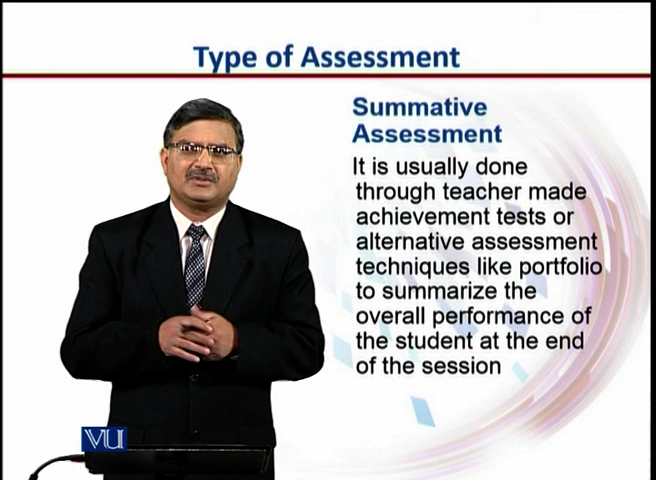 Type of Assessment
Summative
Assessment
It is usually done
through teacher made
achievement tests or
alternative assessment
techniques like portfolio
to summarize the
overall performance of
the student at the end
of the session
VU